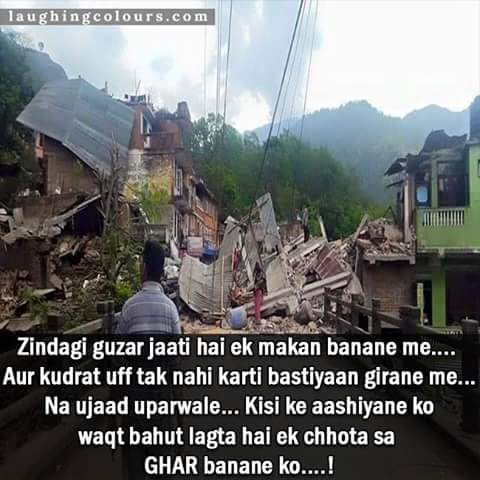 laughingcolours.com
Zindagi guzar jaati hai ek makan banane me....
Aur kudrat uff tak nahi karti bastiyaan girane me...
Na ujaad uparwale... Kisi ke aashiyane ko
waqt bahut lagta hai ek chhota sa
GHAR banane ko....!